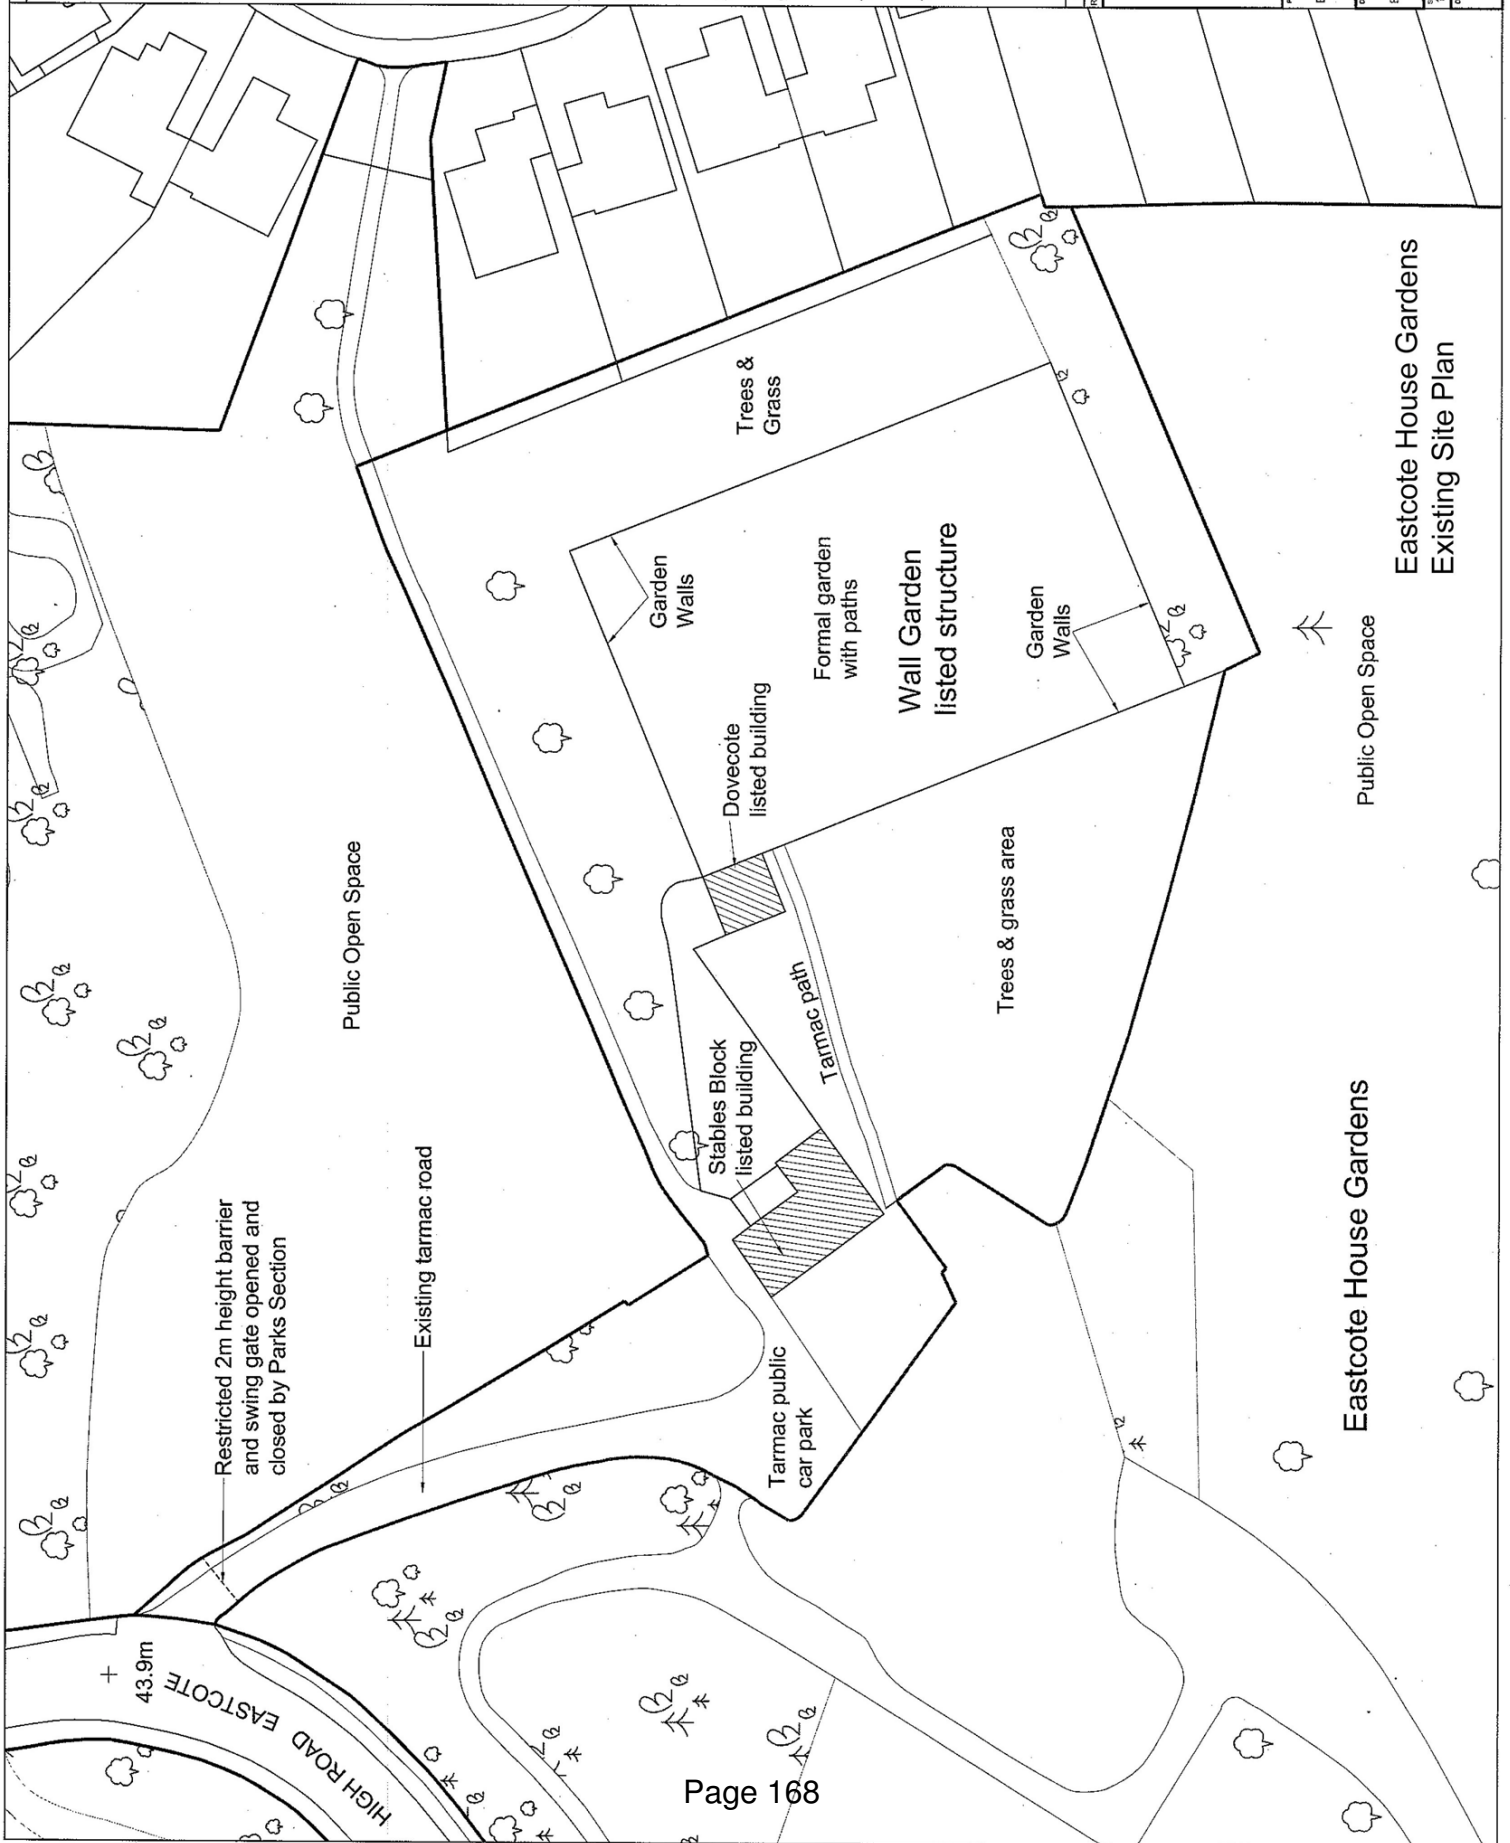 Restricted 2m height barrier
and swing gate opened and
closed by Parks Section
Existing tarmac road
Public Open Space
43.9m
HIGH ROAD EASTCOTE
Tarmac public
car park
Stables Block
listed building
Tarmac path
Dovecote
listed building
Garden
Walls
Trees &
Grass
Formal garden
with paths
Wall Garden
listed structure
Garden
Walls
Trees & grass area
Public Open Space
Eastcote House Gardens
Eastcote House Gardens
Existing Site Plan
Page 168